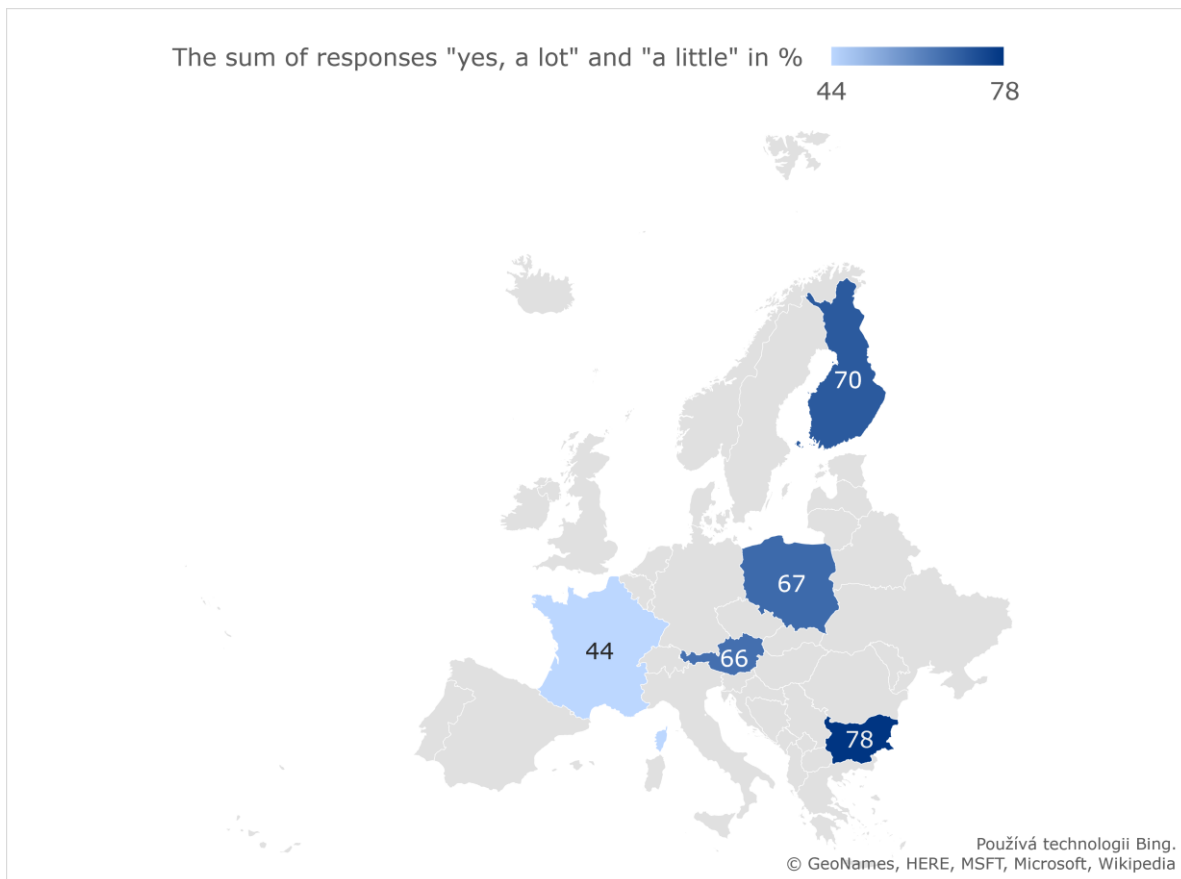 The sum of responses "yes, a lot" and "a little" in %
44 78
70
67
44
66
78
Používá technologii Bing.
© GeoNames, HERE, MSFT, Microsoft, Wikipedia